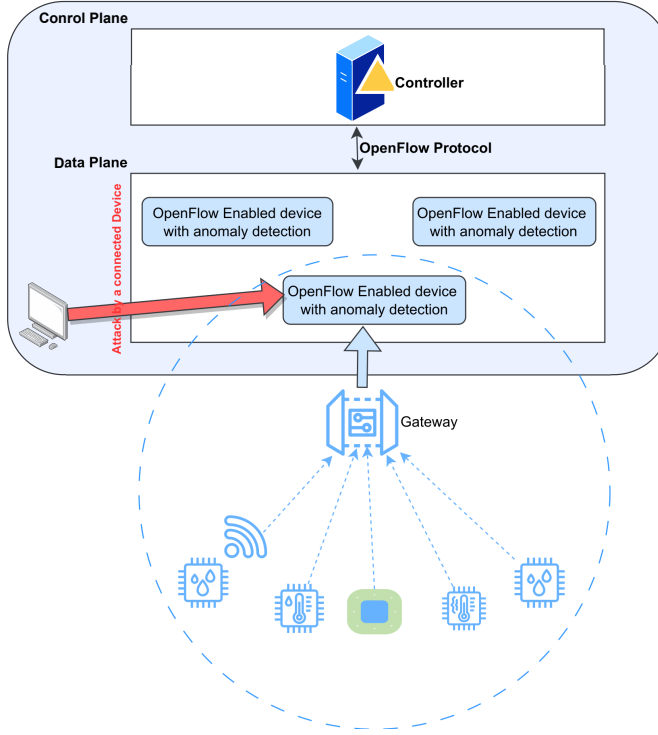 Conrol Plane
Controller
OpenFlow Protocol
Data Plane
Attack by a connected Device
OpenFlow Enabled device
with anomaly detection
OpenFlow Enabled device
with anomaly detection
OpenFlow Enabled device
with anomaly detection
Gateway